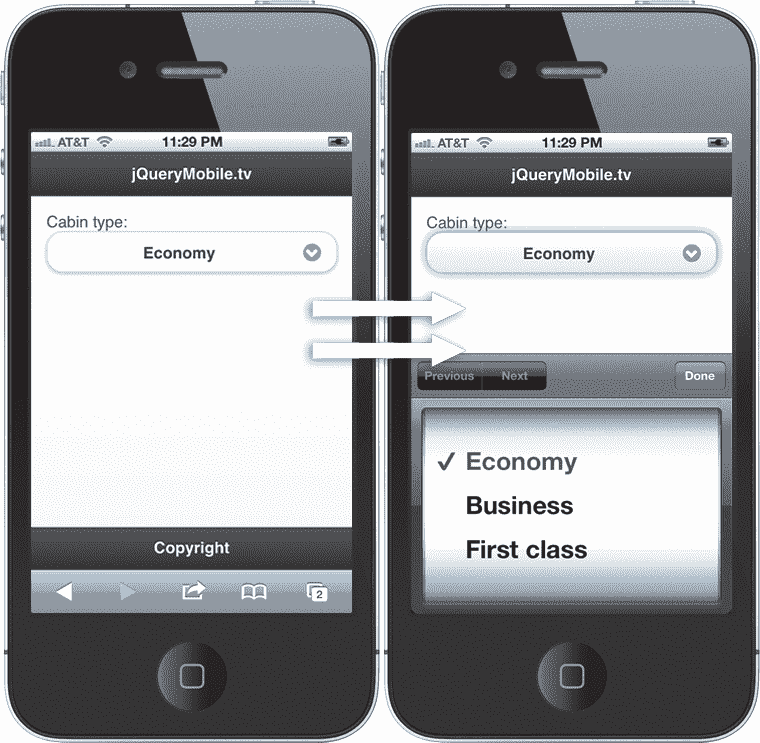 AT&T 11:29 PM
jQueryMobile.tv
Cabin type:
Economy
Copyright
2
AT&T 11:29 PM
jQueryMobile.tv
Cabin type:
Economy
Previous Next Done
✓ Economy
Business
First class